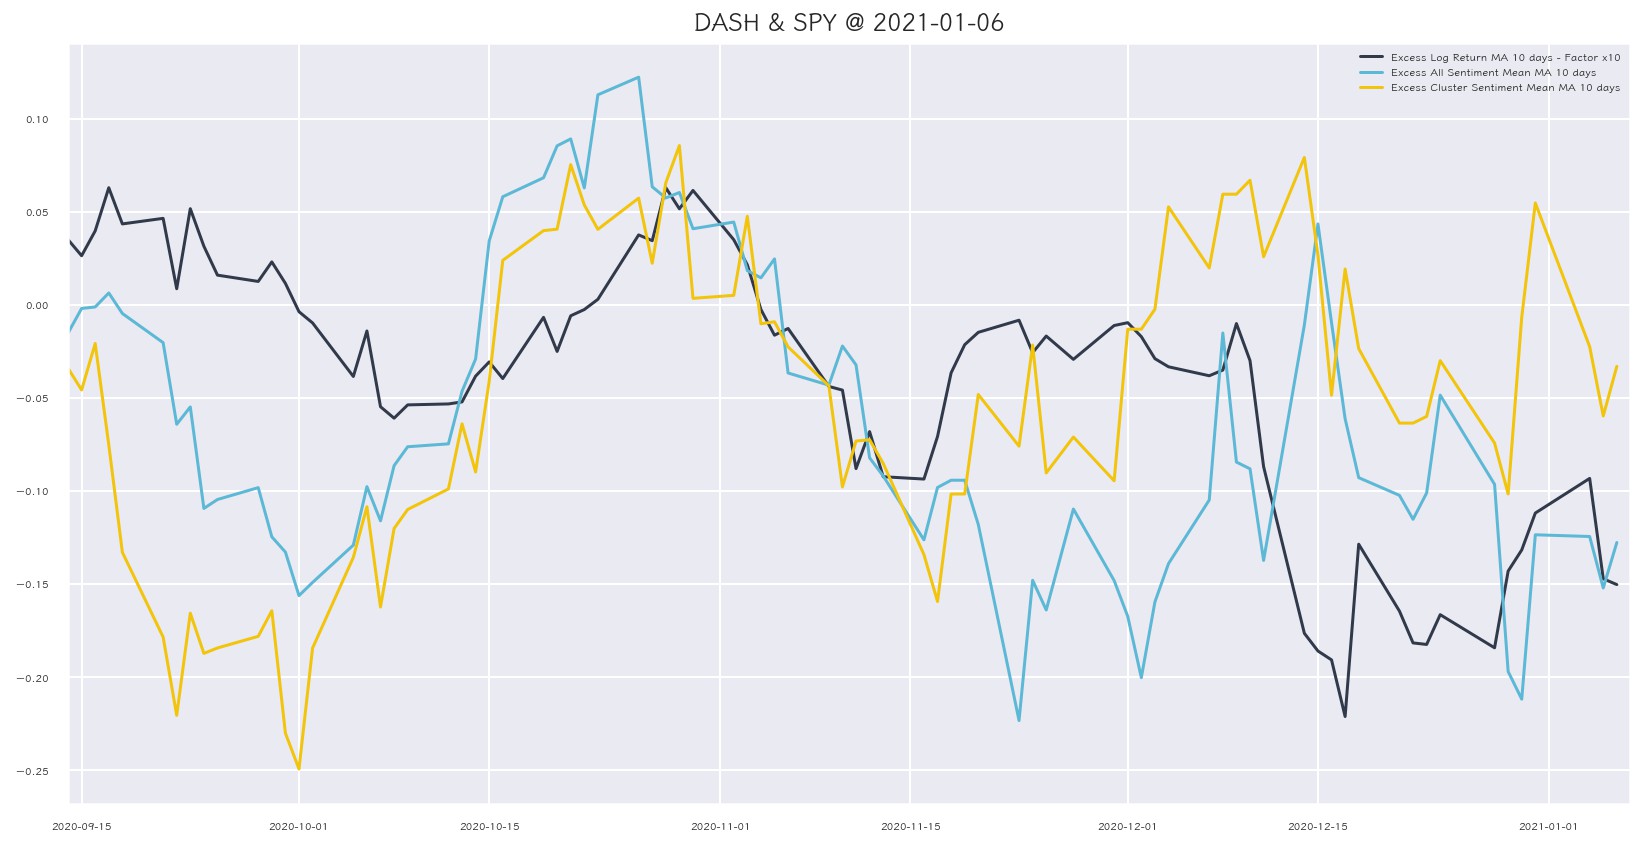 DASH & SPY @ 2021-01-06
Excess Log Return MA 10 days - Factor x10
Excess All Sentiment Mean MA 10 days
Excess Cluster Sentiment Mean MA 10 days
0.10
0.05
0.00
−0.05
−0.10
−0.15
−0.20
−0.25
2020-09-15 2020-10-01 2020-10-15 2020-11-01 2020-11-15 2020-12-01 2020-12-15 2021-01-01